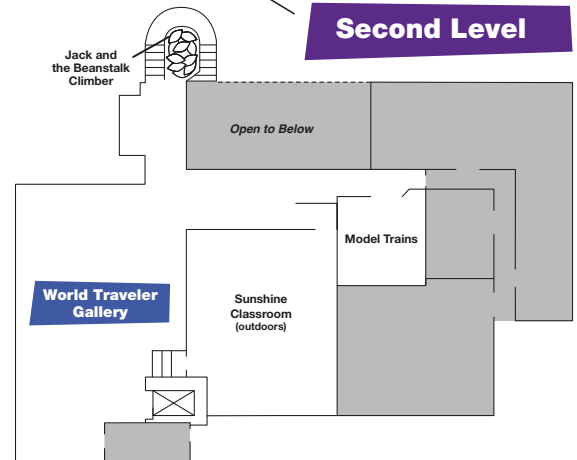 Second Level
Jack and
the Beanstalk
Climber
Open to Below
Model Trains
World Traveler
Gallery
Sunshine
Classroom
(outdoors)